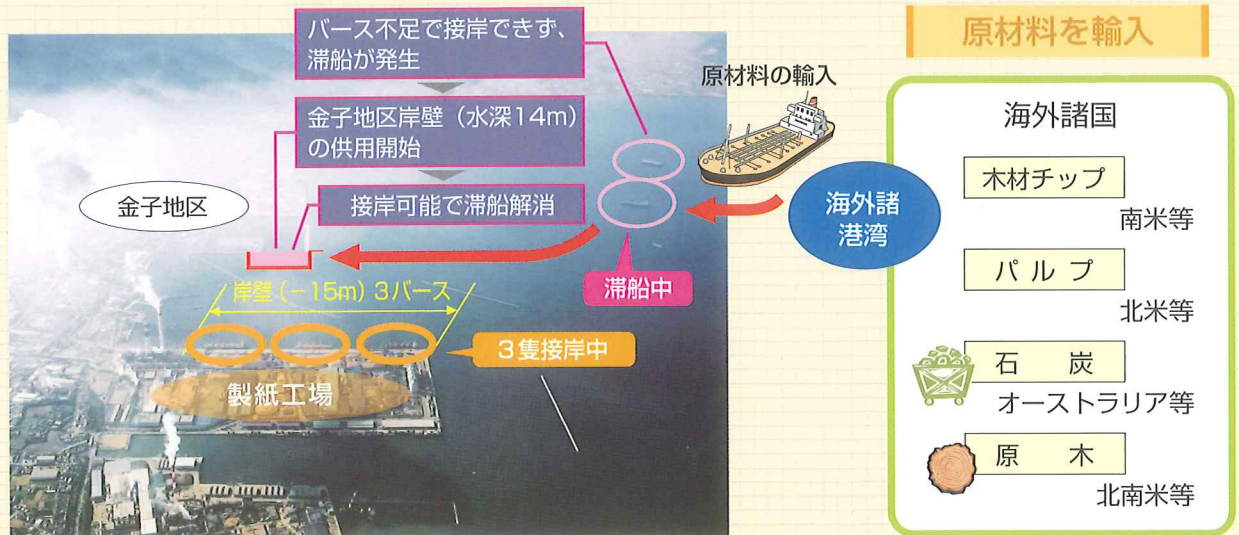 バース不足で接岸できず、
滞船が発生
金子地区岸壁（水深14m）
の供用開始
接岸可能で滞船解消
金子地区
岸壁（－15m）３バース
３隻接岸中
製紙工場
滞船中
原材料の輸入
海外諸
港湾
原材料を輸入
海外諸国
木材チップ
南米等
パルプ
北米等
石　炭
オーストラリア等
原　木
北南米等